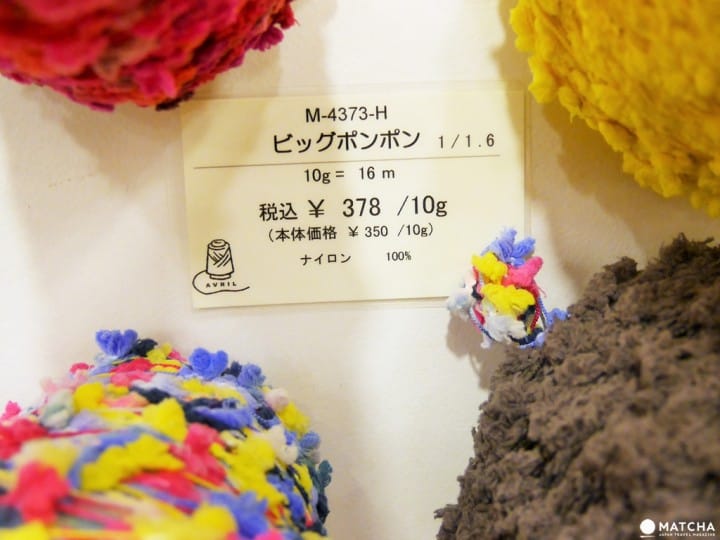 M-4373-H
ビッグポンポン 1/1.6
10g= 16 m
税込 ¥ 378 /10g
(本体価格 ¥350 /10g)
ナイロン 100%
AVRIL
MATCHA
JAPAN TRAVEL MAGAZINE